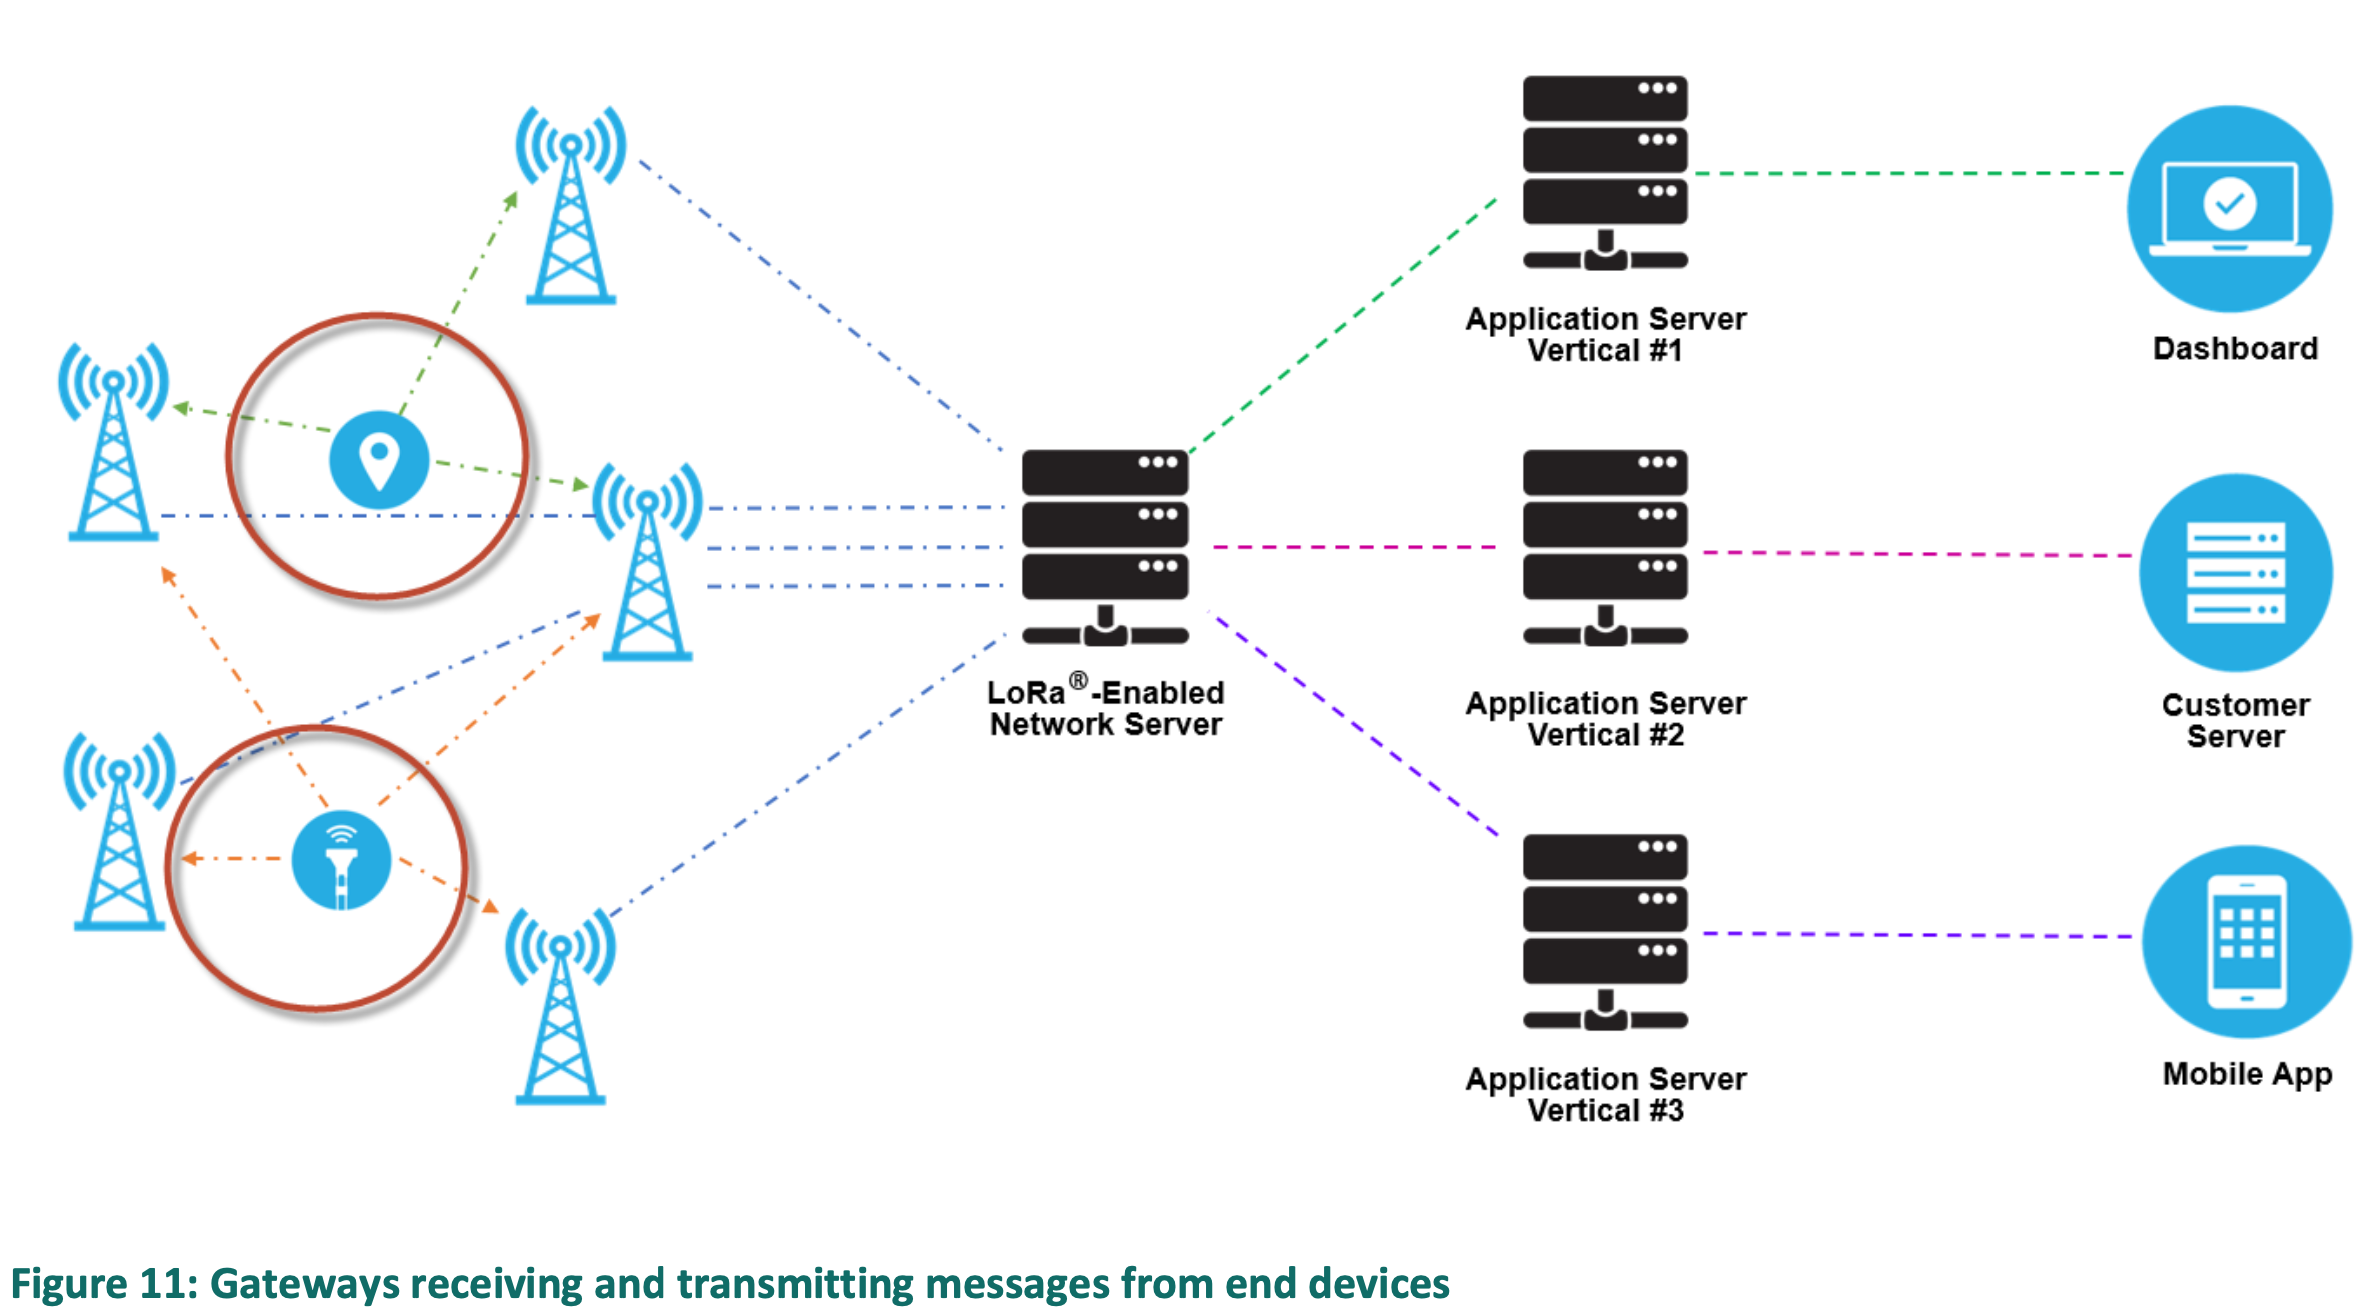 Application Server
Vertical #1
Dashboard
LoRa®-Enabled
Network Server
Application Server
Vertical #2
Customer
Server
Application Server
Vertical #3
Mobile App
Figure 11: Gateways receiving and transmitting messages from end devices